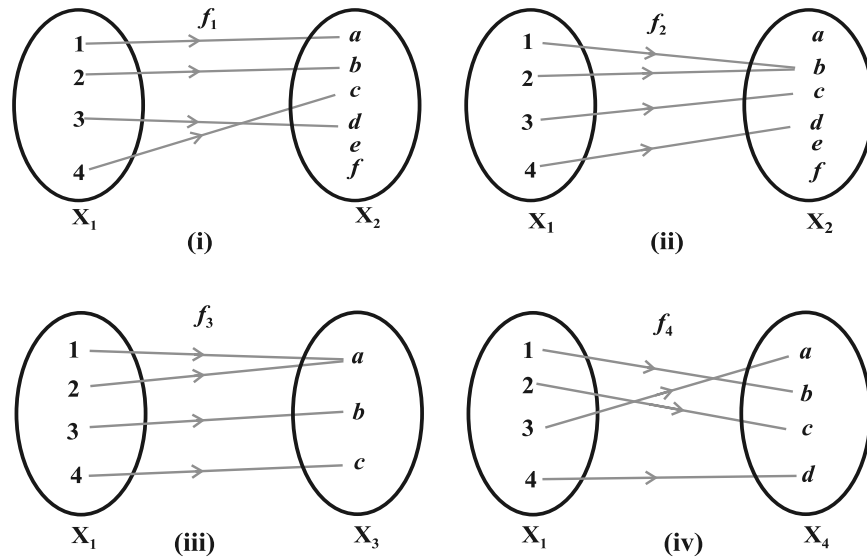 f₁
1
2
3
4
a
b
c
d
e
f
X₁
X₂
(i)
f₂
1
2
3
4
a
b
c
d
e
f
X₁
X₂
(ii)
f₃
1
2
3
4
a
b
c
X₁
X₃
(iii)
f₄
1
2
3
4
a
b
c
d
X₁
X₄
(iv)